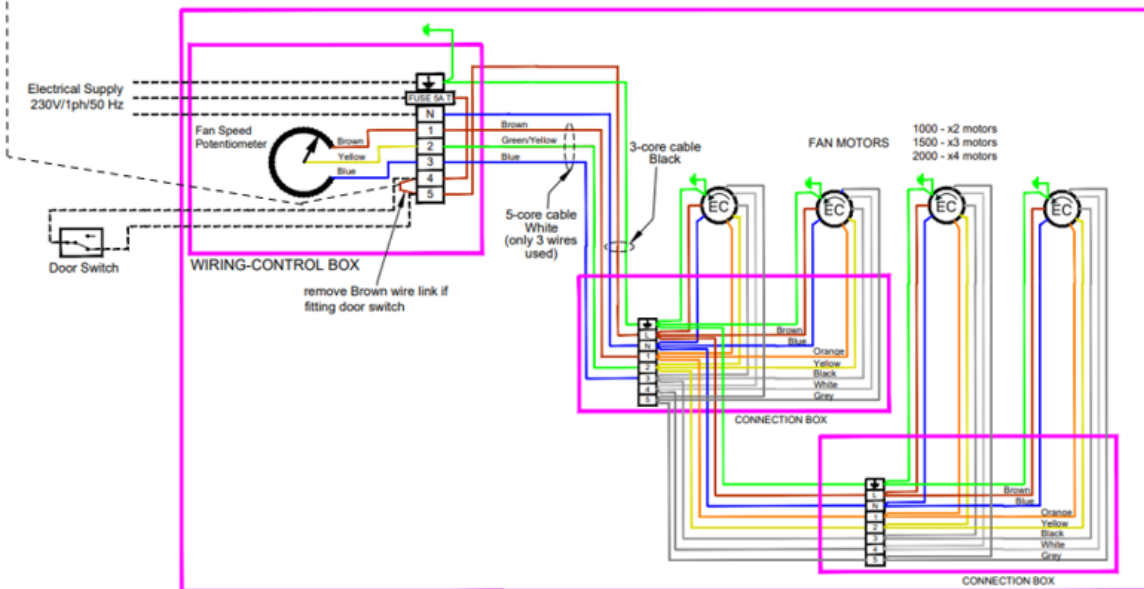 Electrical Supply
230V/1ph/50 Hz
FUSE 5A T
N
1
2
3
4
5
Fan Speed
Potentiometer
Brown
Yellow
Blue
Brown
Green/Yellow
Blue
3-core cable
Black
5-core cable
White
(only 3 wires
used)
Door Switch
WIRING-CONTROL BOX
remove Brown wire link if
fitting door switch
FAN MOTORS
1000 - x2 motors
1500 - x3 motors
2000 - x4 motors
EC
EC
EC
EC
L
N
1
2
3
4
5
Brown
Blue
Orange
Yellow
Black
White
Grey
CONNECTION BOX
L
N
1
2
3
4
5
Brown
Blue
Orange
Yellow
Black
White
Grey
CONNECTION BOX